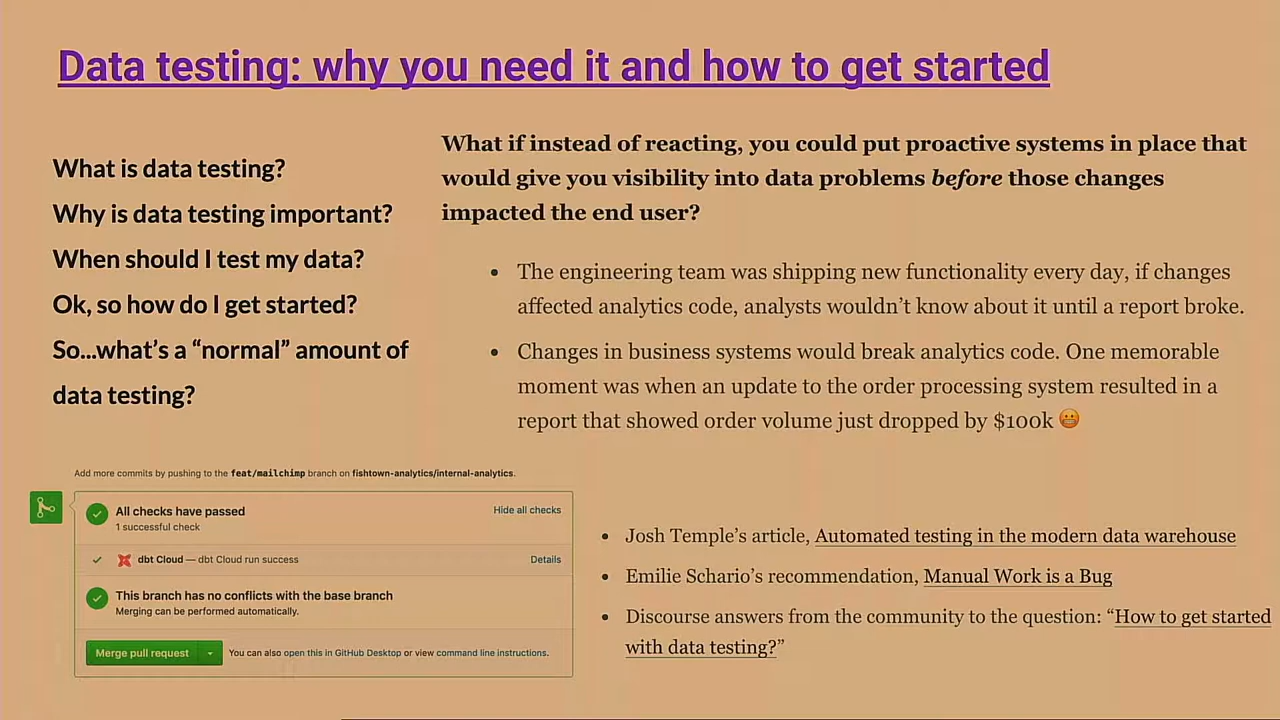 Data testing: why you need it and how to get started
What is data testing?
Why is data testing important?
When should I test my data?
Ok, so how do I get started?
So...what’s a “normal” amount of
data testing?
What if instead of reacting, you could put proactive systems in place that
would give you visibility into data problems before those changes
impacted the end user?
• The engineering team was shipping new functionality every day, if changes
affected analytics code, analysts wouldn’t know about it until a report broke.
• Changes in business systems would break analytics code. One memorable
moment was when an update to the order processing system resulted in a
report that showed order volume just dropped by $100k 😬
Add more commits by pushing to the feat/mailchimp branch on fishtown-analytics/internal-analytics.
All checks have passed
Hide all checks
1 successful check
dbt Cloud — dbt Cloud run success
Details
This branch has no conflicts with the base branch
Merging can be performed automatically.
Merge pull request
You can also open this in GitHub Desktop or view command line instructions.
• Josh Temple’s article, Automated testing in the modern data warehouse
• Emilie Schario’s recommendation, Manual Work is a Bug
• Discourse answers from the community to the question: “How to get started
with data testing?”